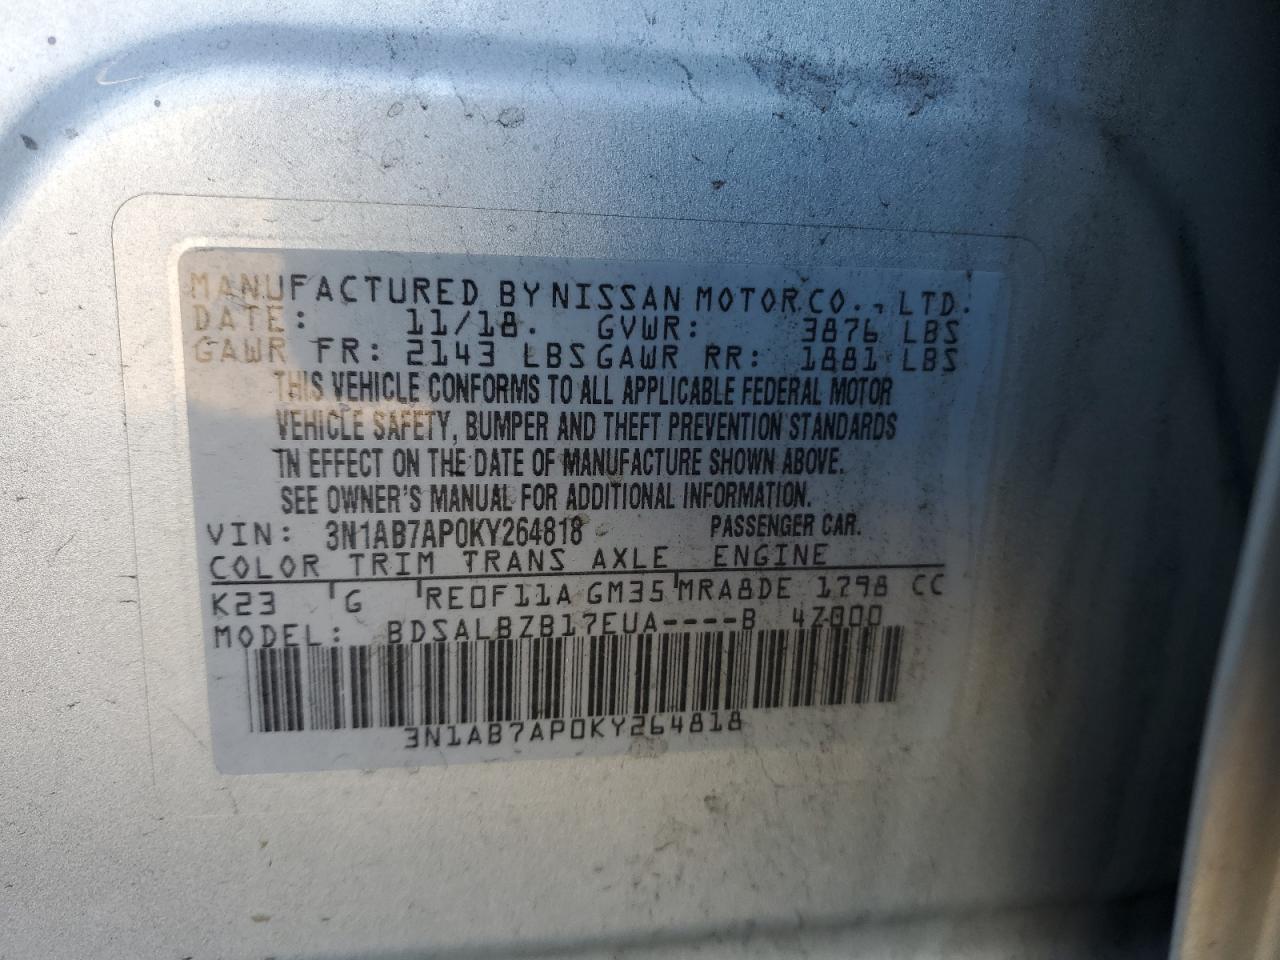 MANUFACTURED BY NISSAN MOTOR CO., LTD.
DATE: 11/18. GVWR: 3876 LBS
GAWR FR: 2143 LBS GAWR RR: 1881 LBS
THIS VEHICLE CONFORMS TO ALL APPLICABLE FEDERAL MOTOR
VEHICLE SAFETY, BUMPER AND THEFT PREVENTION STANDARDS
IN EFFECT ON THE DATE OF MANUFACTURE SHOWN ABOVE.
SEE OWNER'S MANUAL FOR ADDITIONAL INFORMATION.
VIN: 3N1AB7AP0KY264818 PASSENGER CAR.
COLOR TRIM TRANS AXLE ENGINE
K23 G RE0F11A GM35 MRA8DE 1798 CC
MODEL: BDSALBZB17EUA----B 4Z000
3N1AB7AP0KY264818